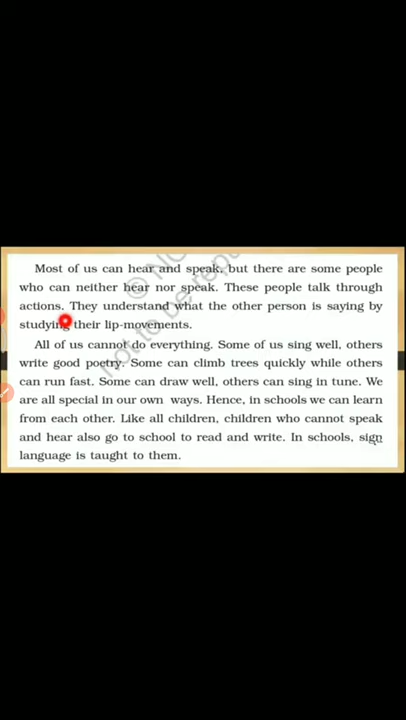 Most of us can hear and speak, but there are some people
who can neither hear nor speak. These people talk through
actions. They understand what the other person is saying by
studying their lip-movements.
All of us cannot do everything. Some of us sing well, others
write good poetry. Some can climb trees quickly while others
can run fast. Some can draw well, others can sing in tune. We
are all special in our own ways. Hence, in schools we can learn
from each other. Like all children, children who cannot speak
and hear also go to school to read and write. In schools, sign
language is taught to them.
not to be repu
© NC